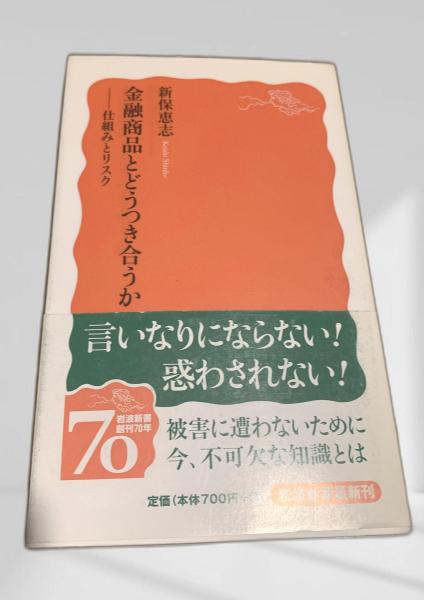 新保恵志 Keishi Shinbo
金融商品とどうつき合うか
――仕組みとリスク
言いなりにならない!
惑わされない!
岩波新書
創刊70年
70
被害に遭わないために
今、不可欠な知識とは
定価(本体700円
新刊